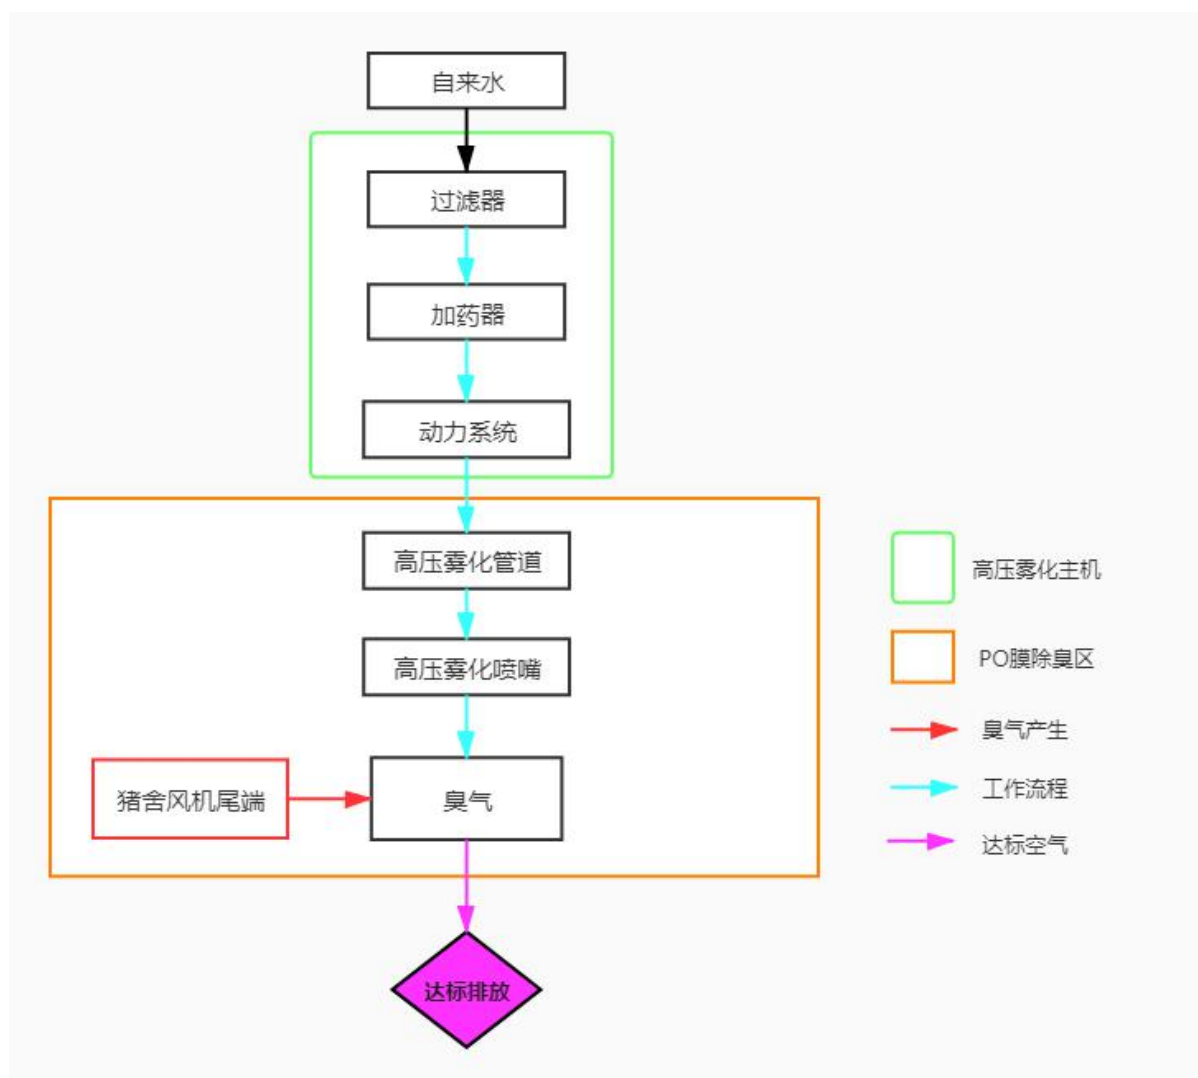 自来水
过滤器
加药器
动力系统
高压雾化管道
高压雾化喷嘴
猪舍风机尾端
臭气
达标排放
高压雾化主机
PO膜除臭区
臭气产生
工作流程
达标空气